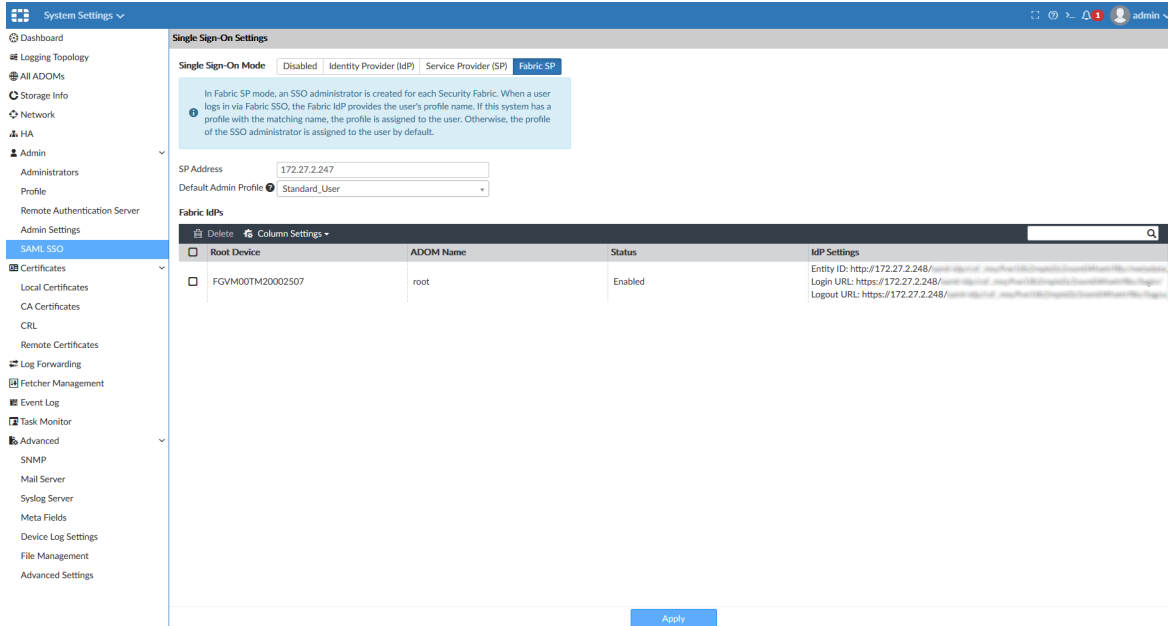 System Settings
1
admin
Dashboard
Logging Topology
All ADOMs
Storage Info
Network
HA
Admin
Administrators
Profile
Remote Authentication Server
Admin Settings
SAML SSO
Certificates
Local Certificates
CA Certificates
CRL
Remote Certificates
Log Forwarding
Fetcher Management
Event Log
Task Monitor
Advanced
SNMP
Mail Server
Syslog Server
Meta Fields
Device Log Settings
File Management
Advanced Settings
Single Sign-On Settings
Single Sign-On Mode Disabled Identity Provider (IdP) Service Provider (SP) Fabric SP
In Fabric SP mode, an SSO administrator is created for each Security Fabric. When a user
logs in via Fabric SSO, the Fabric IdP provides the user's profile name. If this system has a
profile with the matching name, the profile is assigned to the user. Otherwise, the profile
of the SSO administrator is assigned to the user by default.
SP Address 172.27.2.247
Default Admin Profile Standard_User
Fabric IdPs
Delete Column Settings
Root Device ADOM Name Status IdP Settings
FGVM00TM20002507 root Enabled
Entity ID: http://172.27.2.248/
Login URL: https://172.27.2.248/
Logout URL: https://172.27.2.248/
Apply